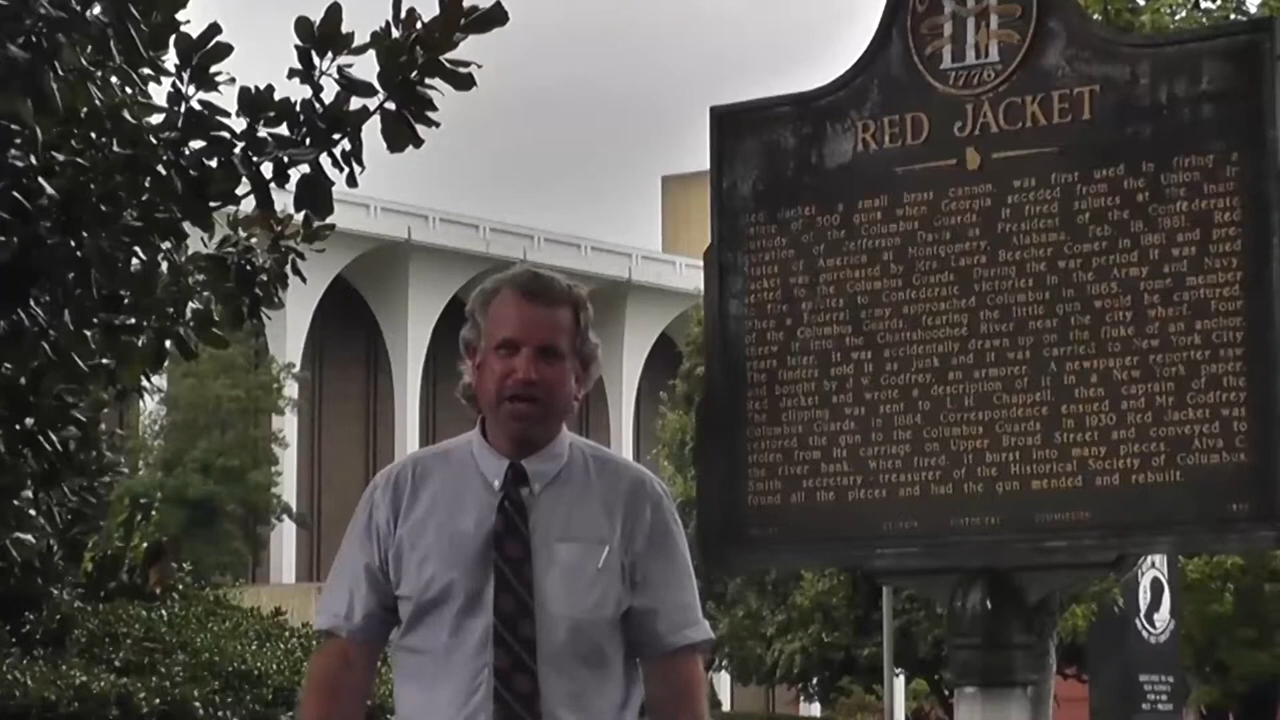 1776
RED JACKET
Jacket a small brass cannon, was first used in firing a
of 500 guns when Georgia seceded from the Union. It
custody of the Columbus Guards. It fired salutes at the inau-
of Jefferson Davis as President of the Confederate
of America at Montgomery, Alabama, Feb. 18, 1861. Red
was purchased by Mrs. Laura Beecher Comer in 1861 and pre-
to the Columbus Guards. During the war period it was used
to fire salutes to Confederate victories in the Army and Navy
When a Federal army approached Columbus in 1865, some member
of the Columbus Guards, fearing the little gun would be captured,
threw it into the Chattahoochee River near the city wharf. Four
years later, it was accidentally drawn up on the fluke of an anchor.
The finders sold it as junk and it was carried to New York City
and bought by J W Godfrey, an armorer. A newspaper reporter saw
Red Jacket and wrote a description of it in a New York paper.
The clipping was sent to L. H. Chappell, then captain of the
Columbus Guards, in 1884. Correspondence ensued and Mr Godfrey
restored the gun to the Columbus Guards. In 1930 Red Jacket was
stolen from its carriage on Upper Broad Street and conveyed to
the river bank. When fired, it burst into many pieces. Alva C.
Smith, secretary-treasurer of the Historical Society of Columbus
found all the pieces and had the gun mended and rebuilt.
HISTORICAL COMMISSION